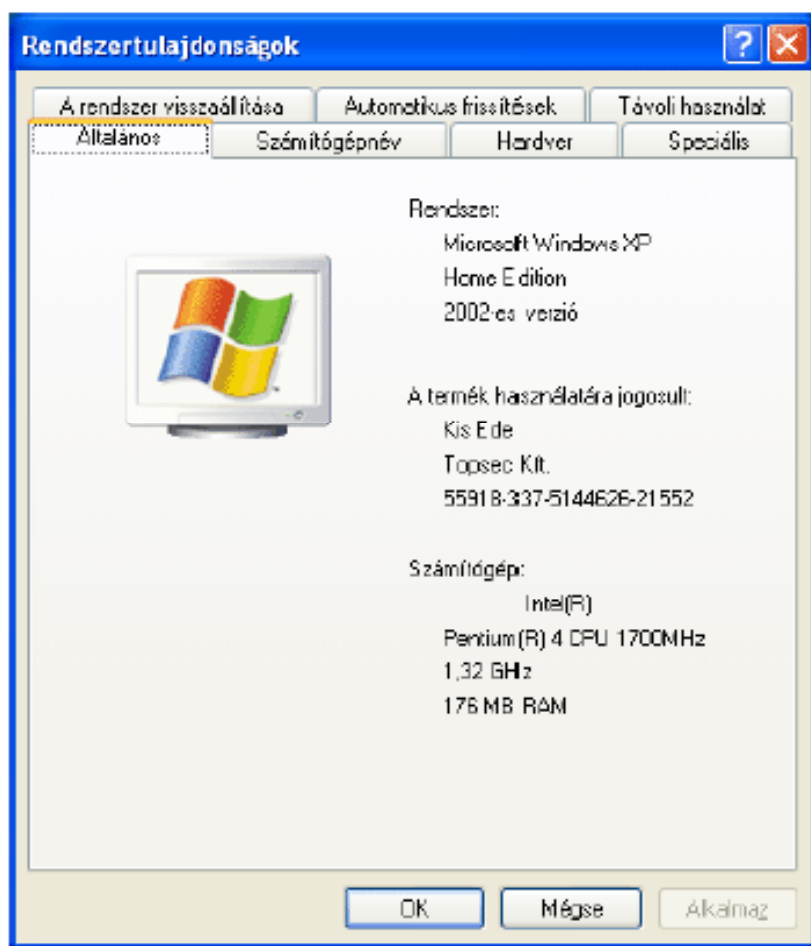 Rendszertulajdonságok
A rendszer visszaállítása Automatikus frissítések Távoli használat
Általános Számítógépnév Hardver Speciális
Rendszer:
Microsoft Windows XP
Home Edition
2002-es verzió
A termék használatára jogosult:
Kis Ede
Topsec Kft.
55918-337-5144626-21552
Számítógép:
Intel(R)
Pentium(R) 4 CPU 1700MHz
1,32 GHz
176 MB RAM
OK Mégse Alkalmaz